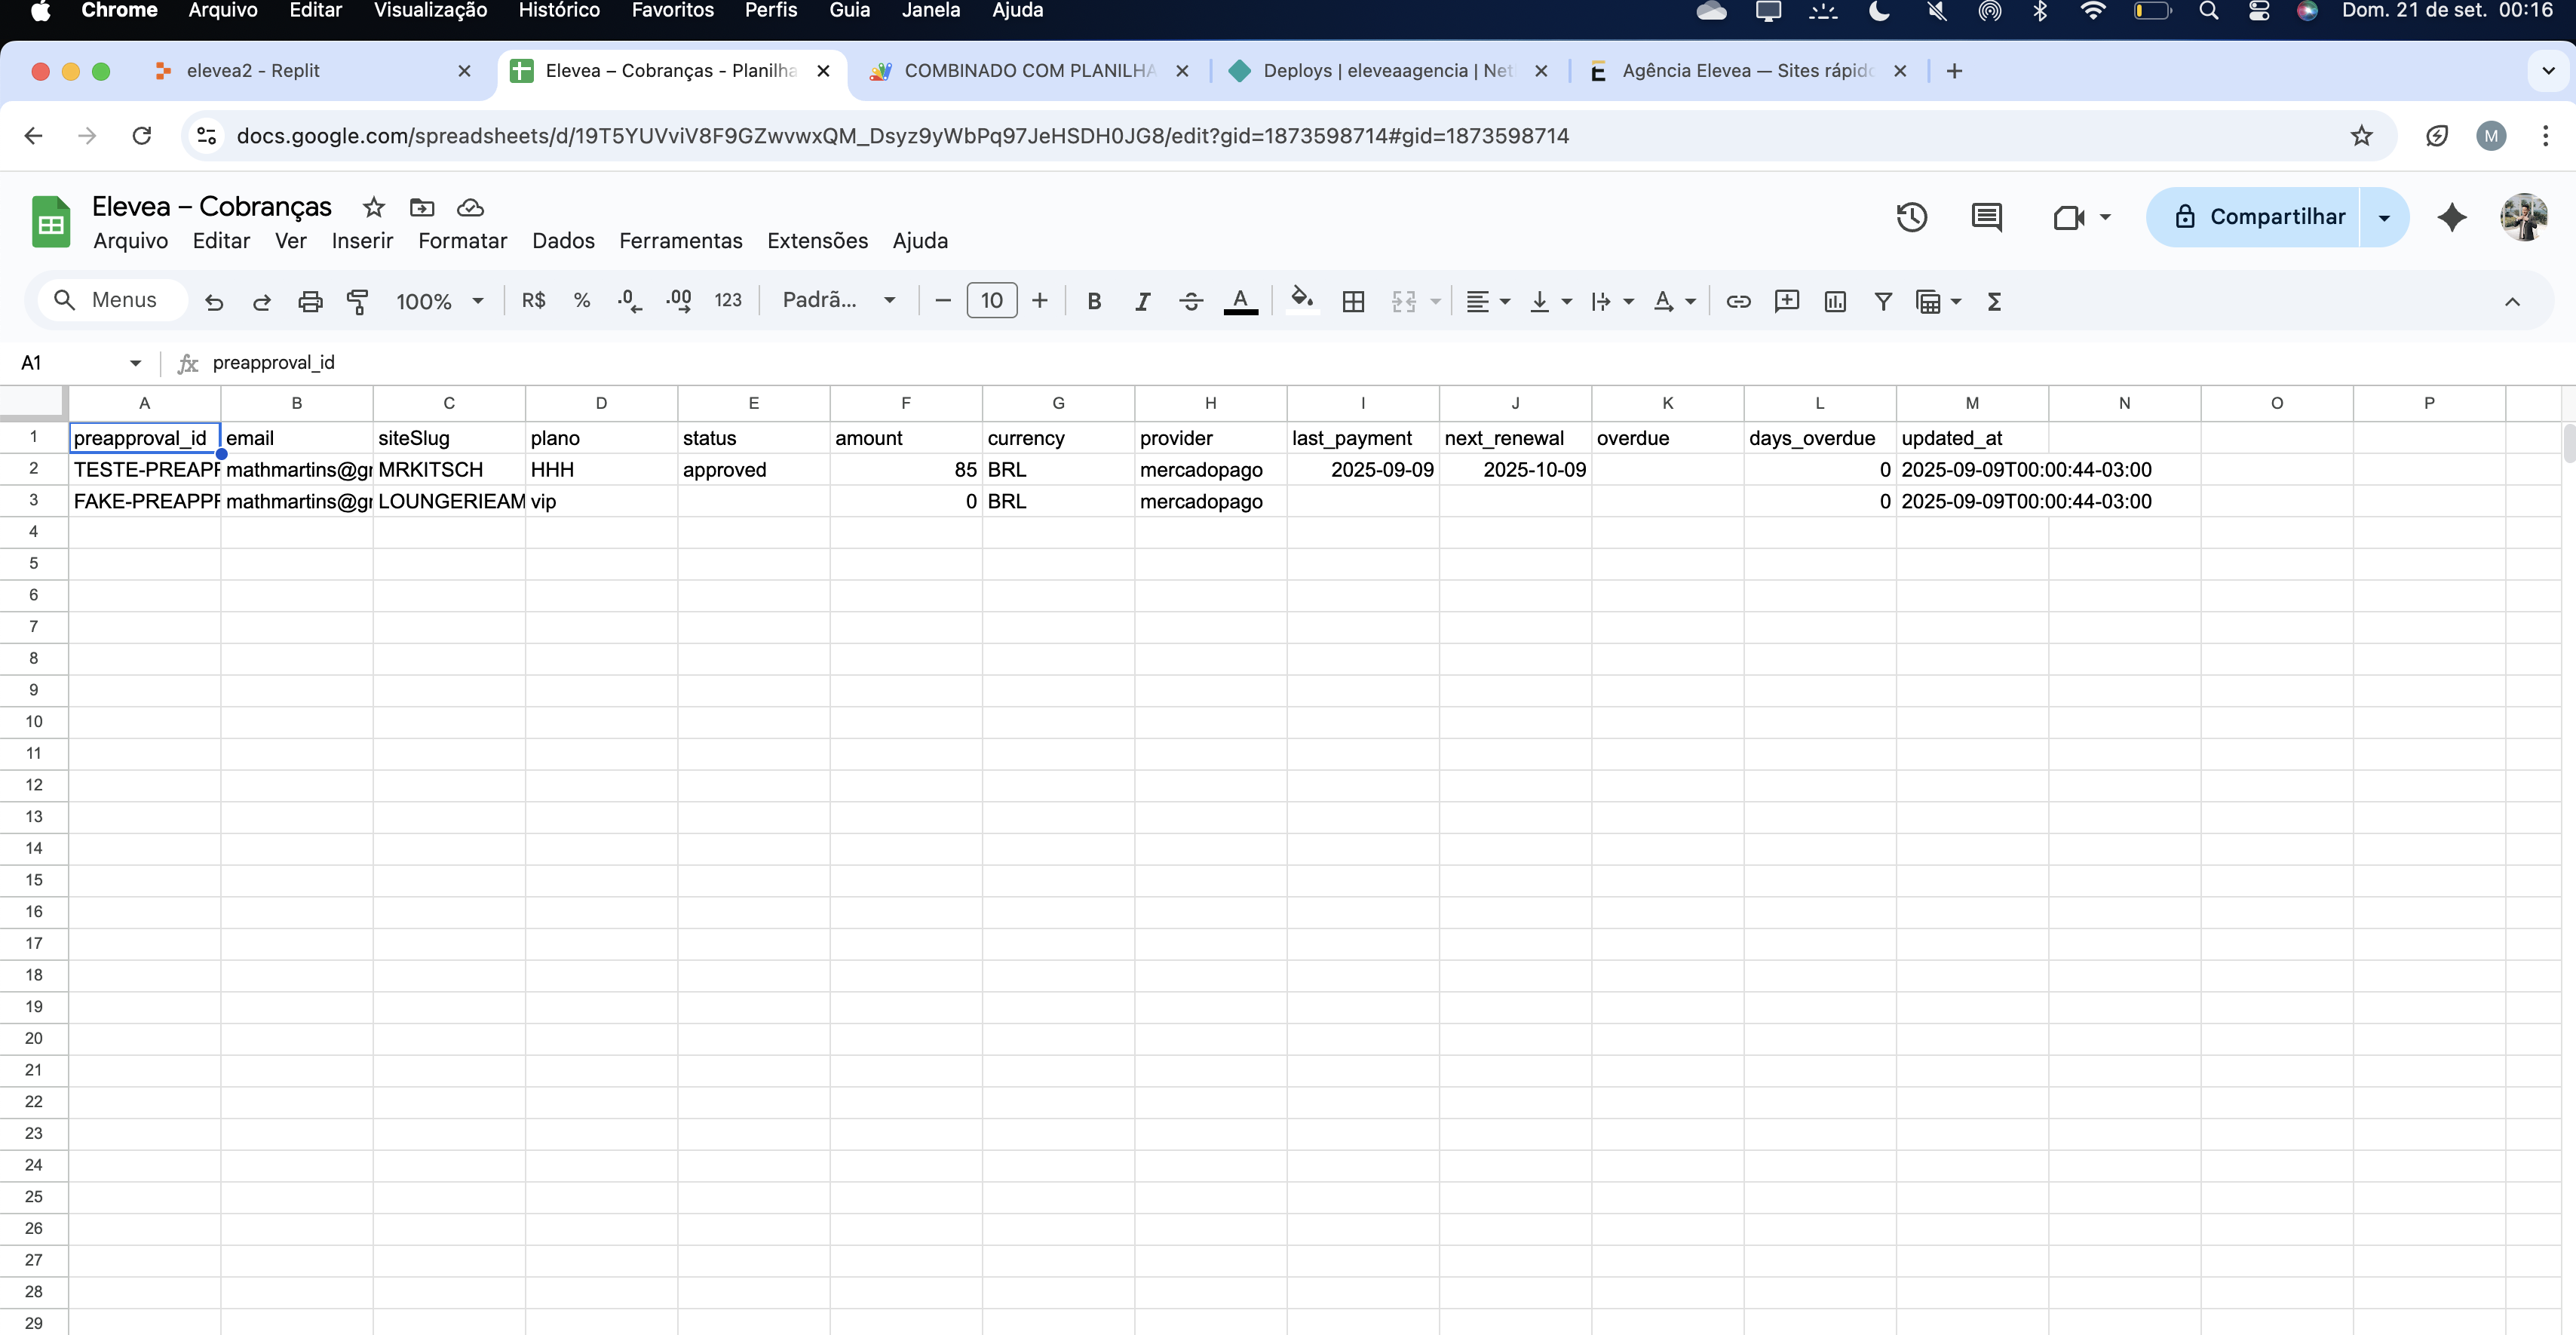 Chrome Arquivo Editar Visualização Histórico Favoritos Perfis Guia Janela Ajuda Dom. 21 de set. 00:16
elevea2 - Replit Elevea – Cobranças - Planilha COMBINADO COM PLANILHA Deploys | eleveaagencia | Net Agência Elevea — Sites rápido
docs.google.com/spreadsheets/d/19T5YUVviV8F9GZwvwxQM_Dsyz9yWbPq97JeHSDH0JG8/edit?gid=1873598714#gid=1873598714 M
Elevea – Cobranças
Arquivo Editar Ver Inserir Formatar Dados Ferramentas Extensões Ajuda
Compartilhar
Menus 100% R$ % .0 .00 123 Padrã... 10 B I S A A Σ
A1 fx preapproval_id
A B C D E F G H I J K L M N O P
1 preapproval_id email siteSlug plano status amount currency provider last_payment next_renewal overdue days_overdue updated_at
2 TESTE-PREAPP mathmartins@gr MRKITSCH HHH approved 85 BRL mercadopago 2025-09-09 2025-10-09 0 2025-09-09T00:00:44-03:00
3 FAKE-PREAPPR mathmartins@gr LOUNGERIEAM vip 0 BRL mercadopago 0 2025-09-09T00:00:44-03:00
4
5
6
7
8
9
10
11
12
13
14
15
16
17
18
19
20
21
22
23
24
25
26
27
28
29